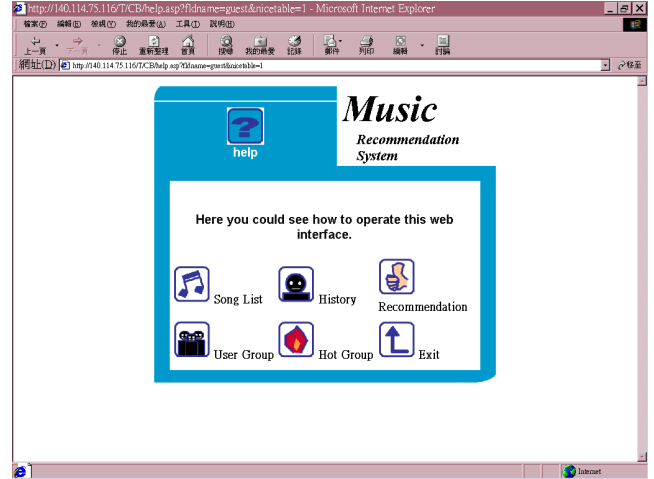 http://140.114.75.116/T/CB/help.asp?fldname=guest&nicetable=1 - Microsoft Internet Explorer
檔案(F) 編輯(E) 檢視(V) 我的最愛(A) 工具(T) 說明(H)
上一頁 下一頁 停止 重新整理 首頁 搜尋 我的最愛 記錄 郵件 列印 編輯 討論
網址(D) http://140.114.75.116/T/CB/help.asp?fldname=guest&nicetable=1 移至
Music
Recommendation
System
help
Here you could see how to operate this web
interface.
Song List History Recommendation
User Group Hot Group Exit
Internet